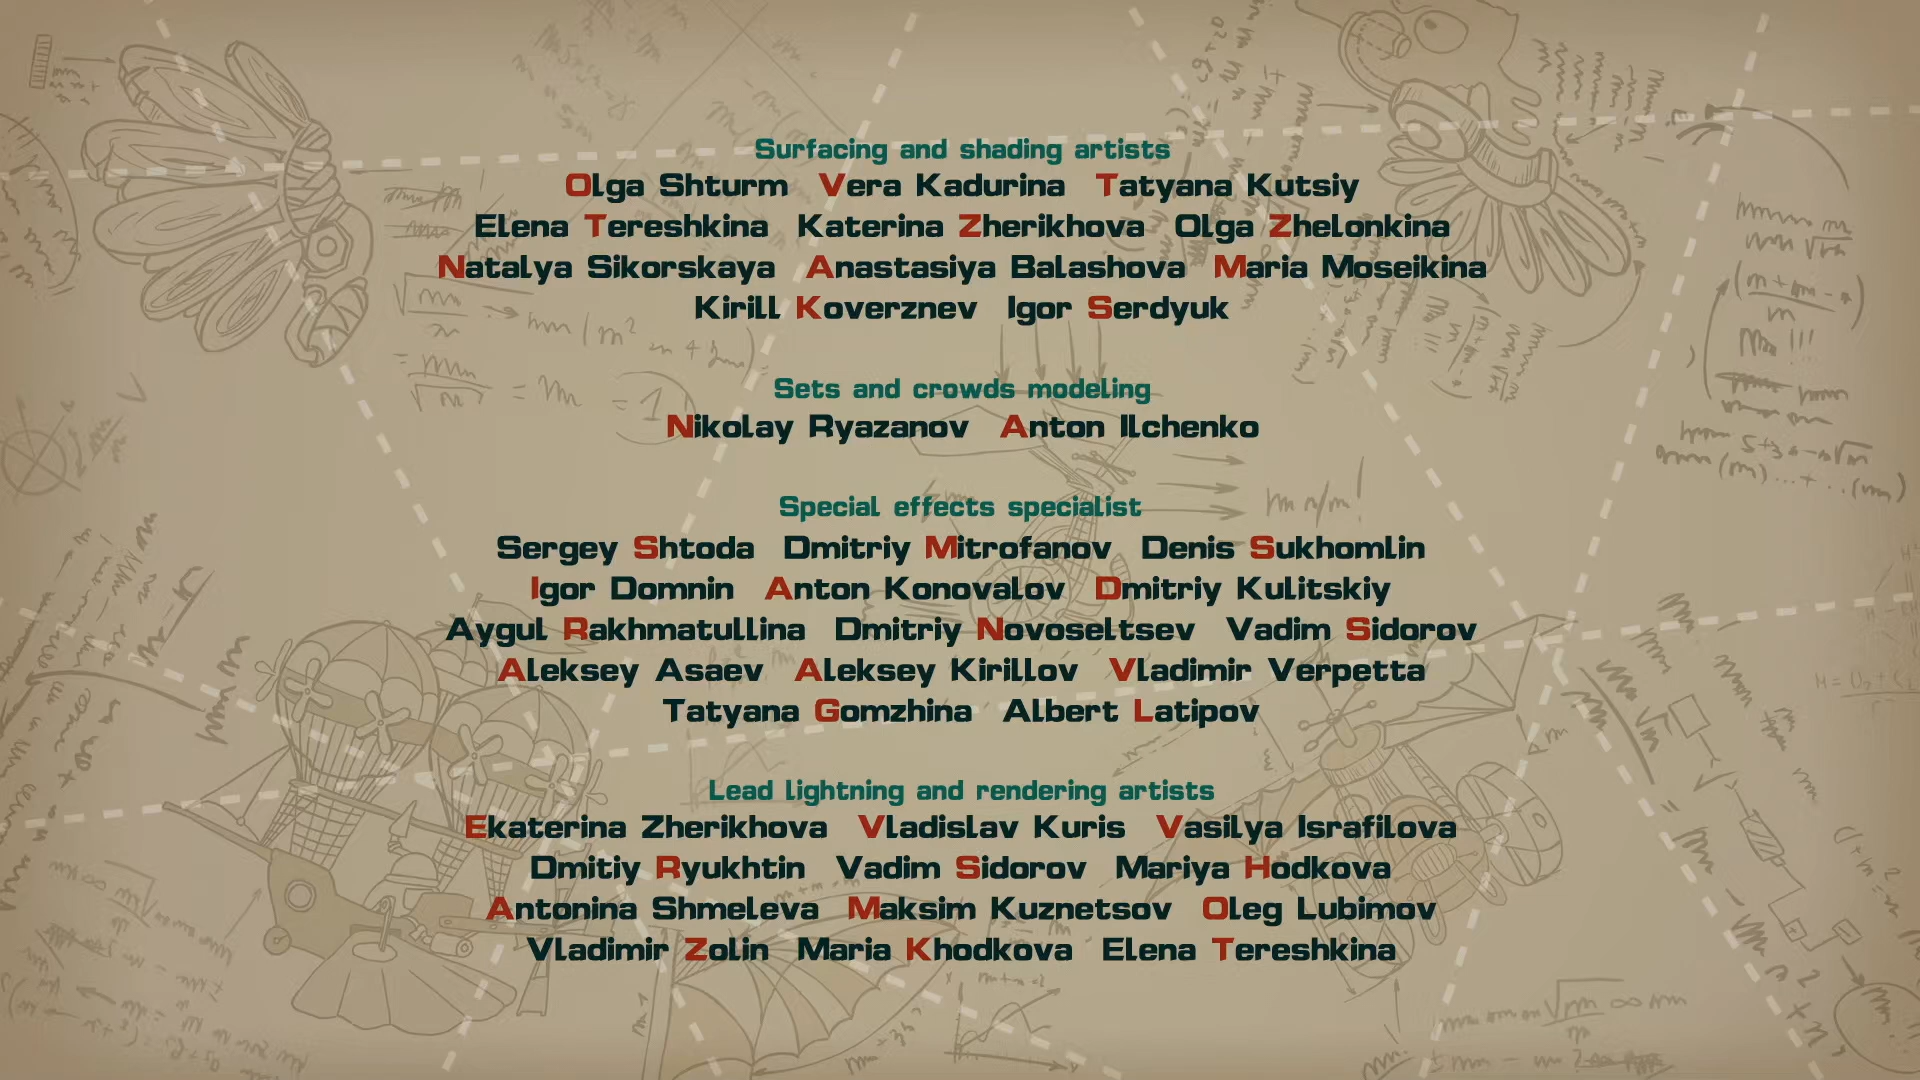 Surfacing and shading artists
Olga Shturm Vera Kadurina Tatyana Kutsiy
Elena Tereshkina Katerina Zherikhova Olga Zhelonkina
Natalya Sikorskaya Anastasiya Balashova Maria Moseikina
Kirill Koverznev Igor Serdyuk
Sets and crowds modeling
Nikolay Ryazanov Anton Ilchenko
Special effects specialist
Sergey Shtoda Dmitriy Mitrofanov Denis Sukhomlin
Igor Domnin Anton Konovalov Dmitriy Kulitskiy
Aygul Rakhmatullina Dmitriy Novoseltsev Vadim Sidorov
Aleksey Asaev Aleksey Kirillov Vladimir Verpetta
Tatyana Gomzhina Albert Latipov
Lead lightning and rendering artists
Ekaterina Zherikhova Vladislav Kuris Vasilya Israfilova
Dmitiy Ryukhtin Vadim Sidorov Mariya Hodkova
Antonina Shmeleva Maksim Kuznetsov Oleg Lubimov
Vladimir Zolin Maria Khodkova Elena Tereshkina